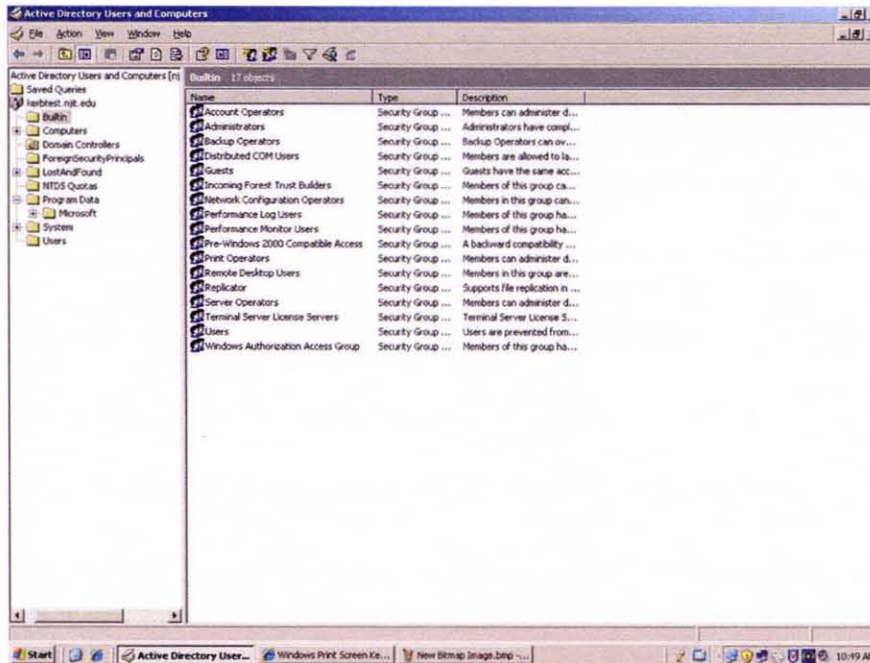 Active Directory Users and Computers
File Action View Window Help
Active Directory Users and Computers [nj
Saved Queries
kerbtest.njit.edu
Builtin
Computers
Domain Controllers
ForeignSecurityPrincipals
LostAndFound
NTDS Quotas
Program Data
Microsoft
System
Users
Builtin 17 objects
Name Type Description
Account Operators Security Group ... Members can administer d...
Administrators Security Group ... Administrators have compl...
Backup Operators Security Group ... Backup Operators can ov...
Distributed COM Users Security Group ... Members are allowed to la...
Guests Security Group ... Guests have the same acc...
Incoming Forest Trust Builders Security Group ... Members of this group ca...
Network Configuration Operators Security Group ... Members in this group can...
Performance Log Users Security Group ... Members of this group ha...
Performance Monitor Users Security Group ... Members of this group ha...
Pre-Windows 2000 Compatible Access Security Group ... A backward compatibility ...
Print Operators Security Group ... Members can administer d...
Remote Desktop Users Security Group ... Members in this group are...
Replicator Security Group ... Supports file replication in ...
Server Operators Security Group ... Members can administer d...
Terminal Server License Servers Security Group ... Terminal Server License S...
Users Security Group ... Users are prevented from...
Windows Authorization Access Group Security Group ... Members of this group ha...
Start Active Directory User... Windows Print Screen Ke... New Bitmap Image.bmp -... 10:49 AM